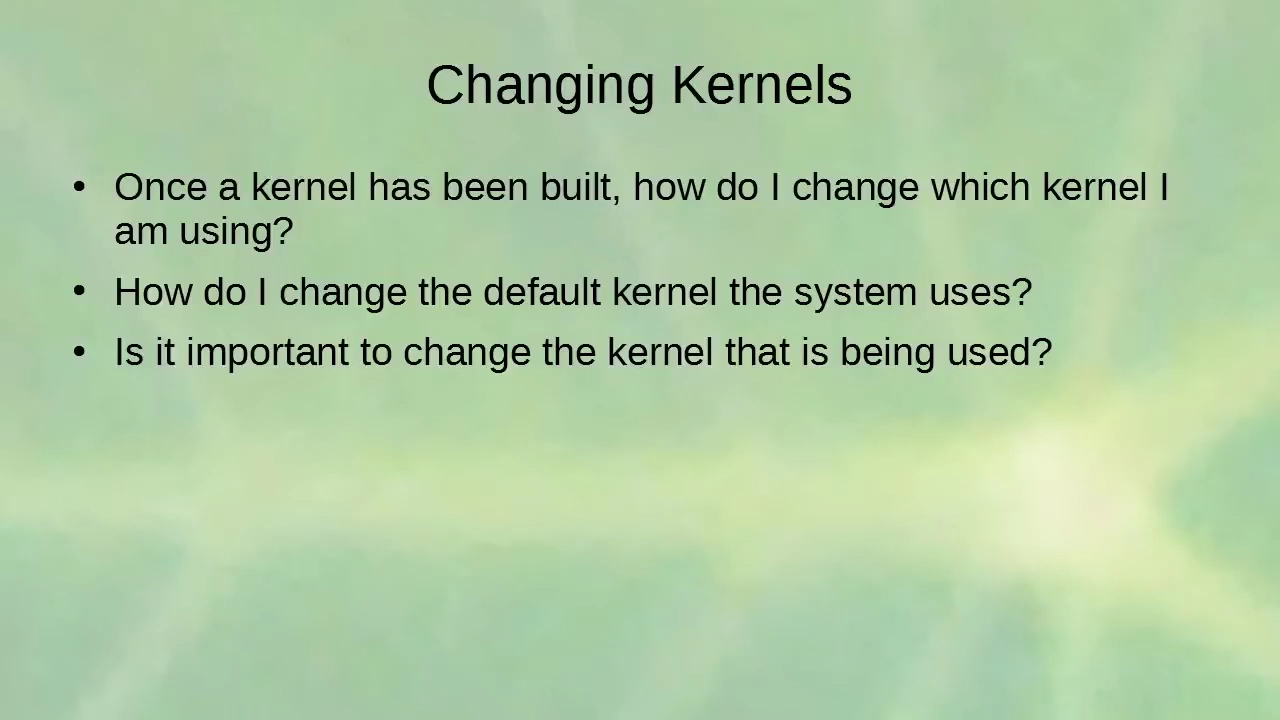 Changing Kernels
• Once a kernel has been built, how do I change which kernel I
am using?
• How do I change the default kernel the system uses?
• Is it important to change the kernel that is being used?